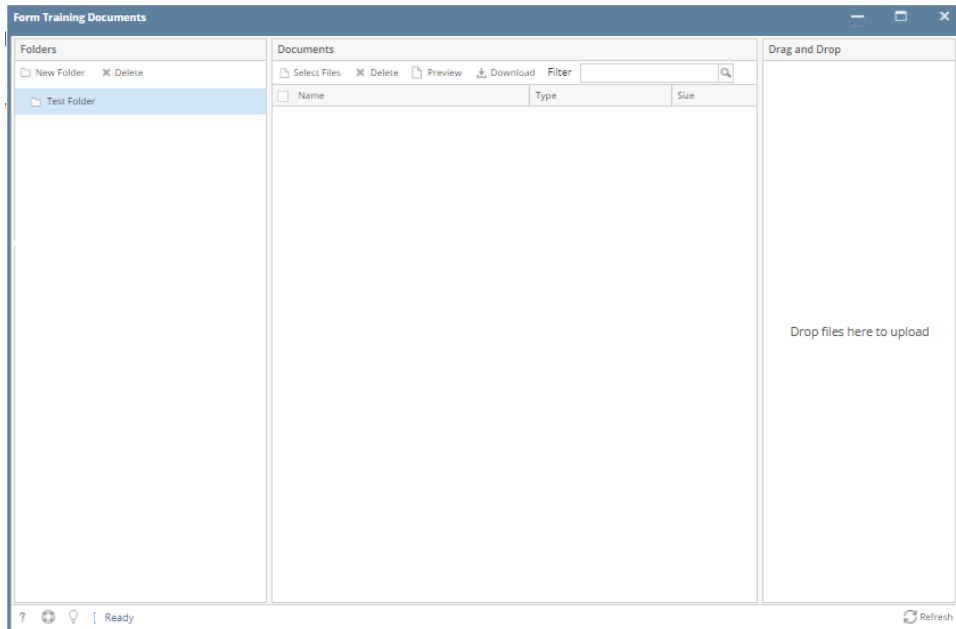 Form Training Documents
Folders
New Folder Delete
Test Folder
Documents
Select Files Delete Preview Download Filter
Name Type Size
Drag and Drop
Drop files here to upload
? [ Ready
Refresh